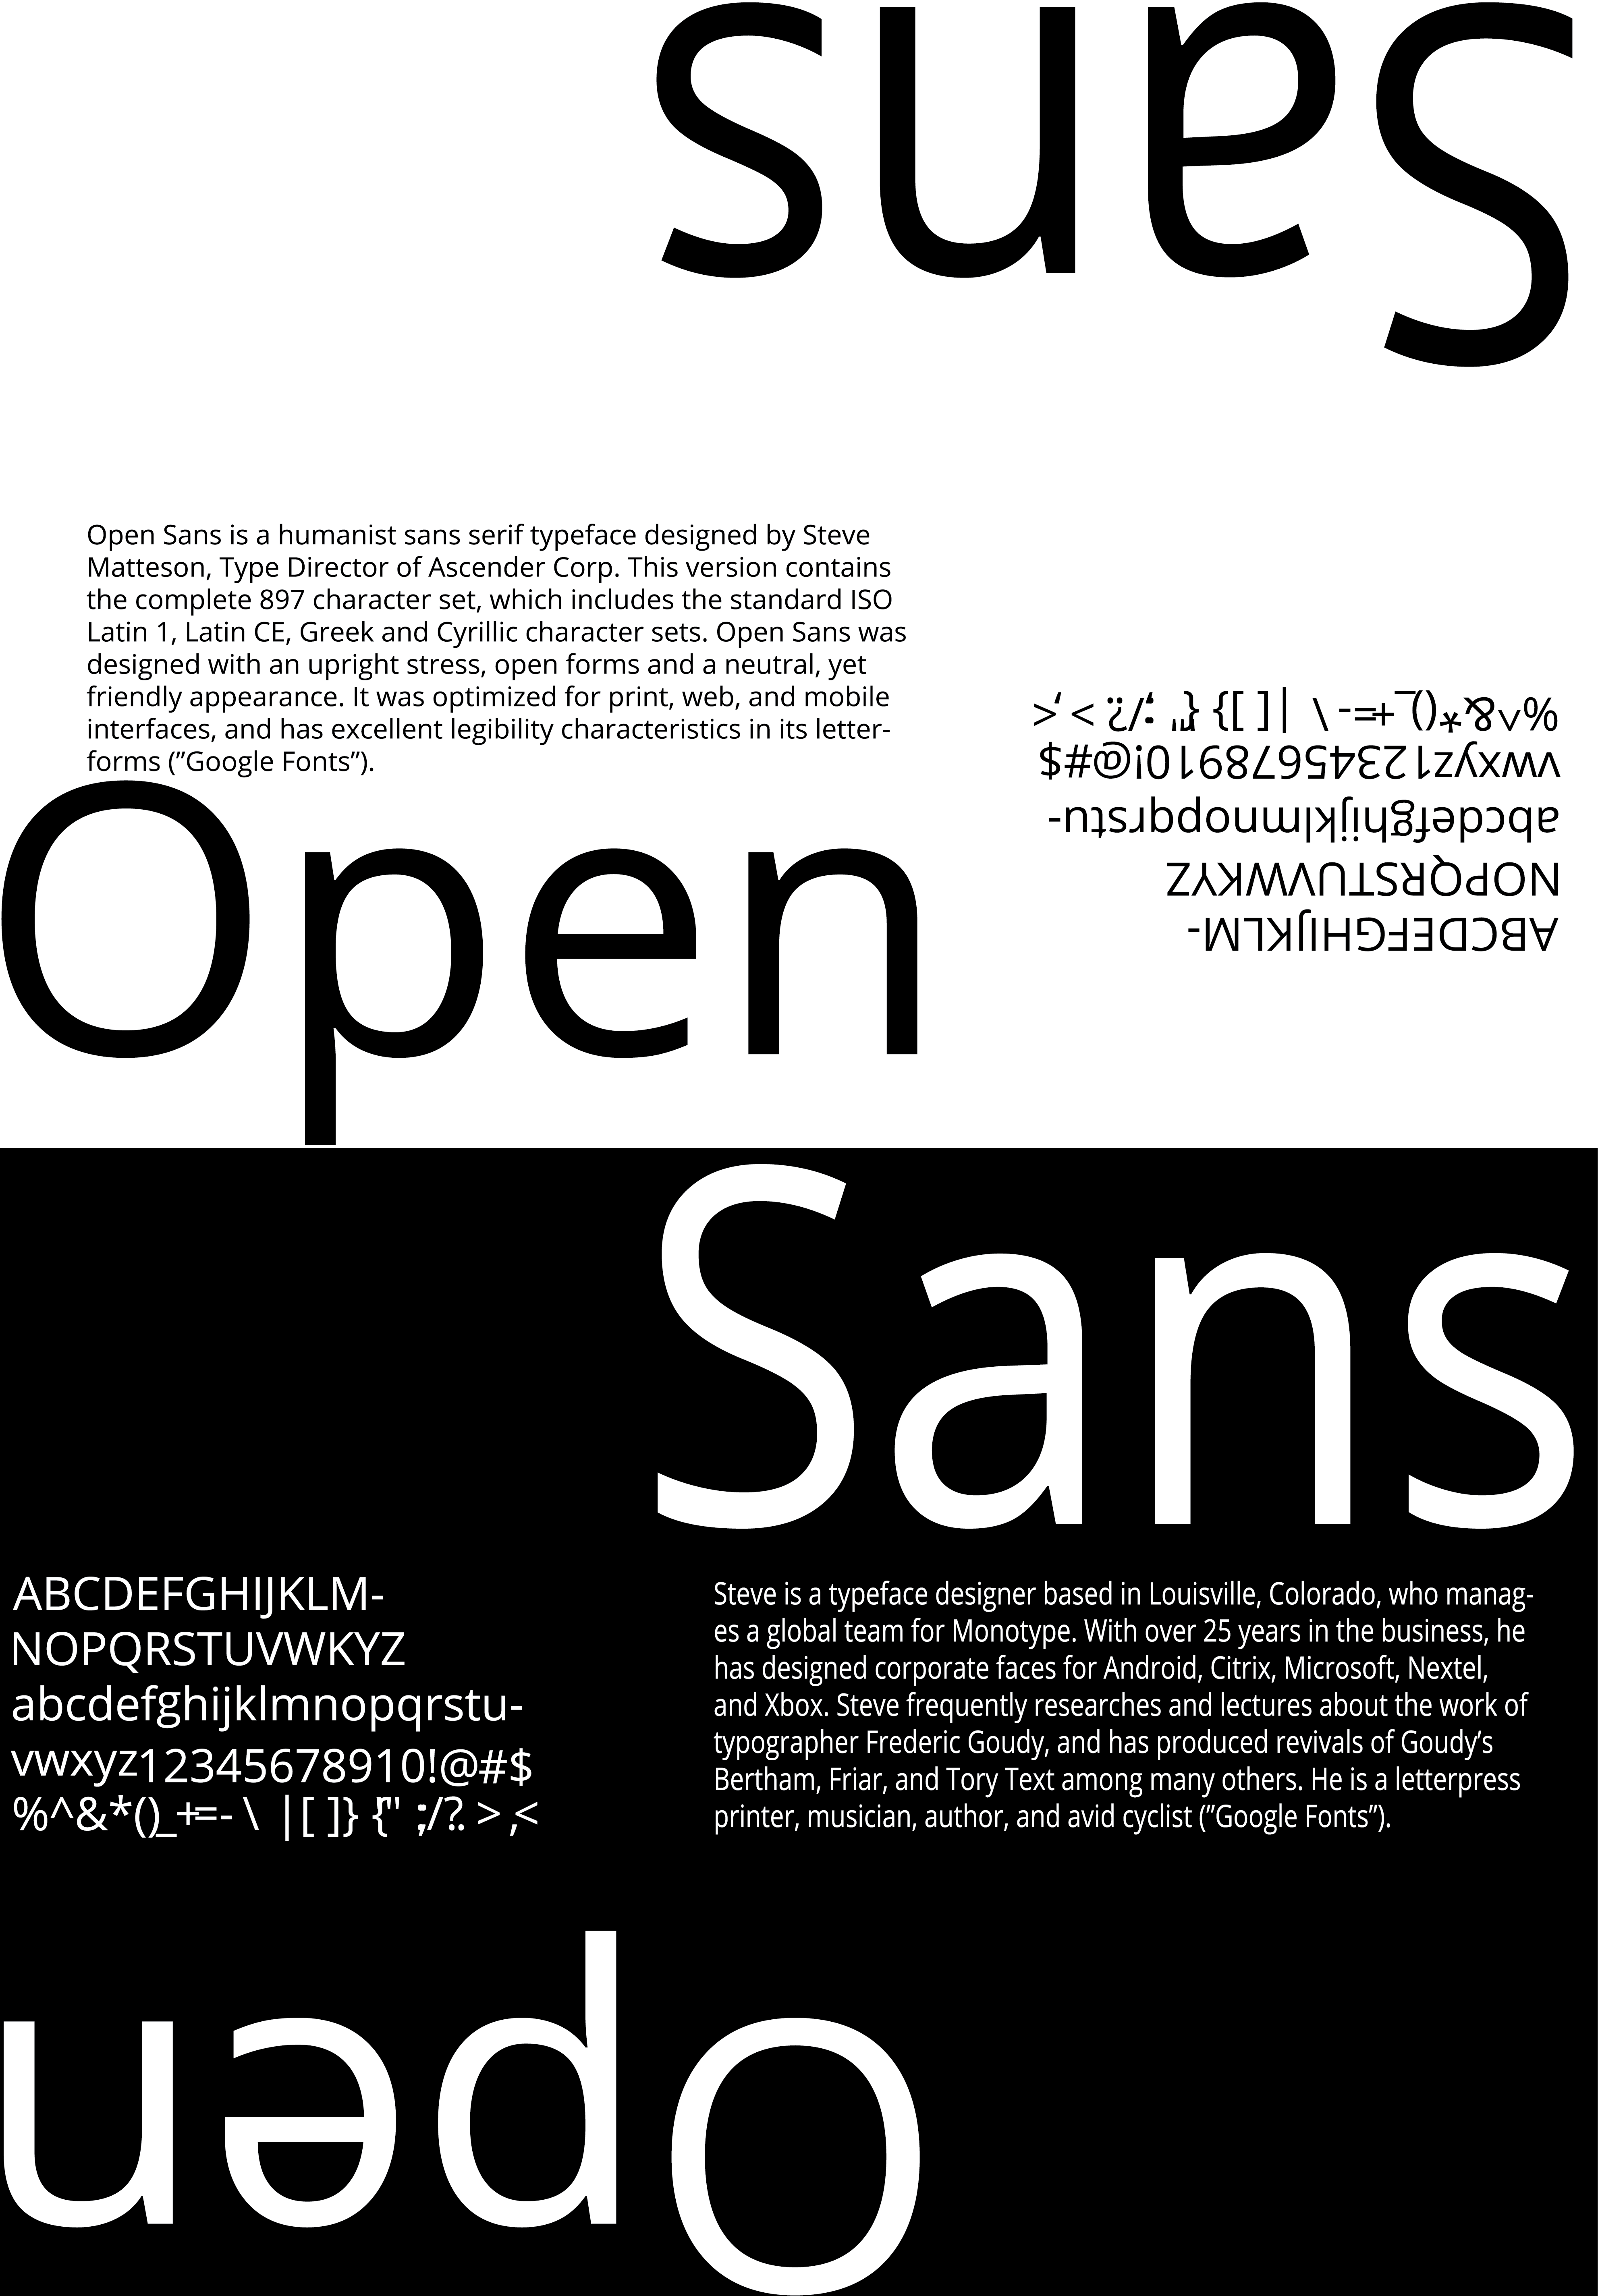 Sans
Open Sans is a humanist sans serif typeface designed by Steve
Matteson, Type Director of Ascender Corp. This version contains
the complete 897 character set, which includes the standard ISO
Latin 1, Latin CE, Greek and Cyrillic character sets. Open Sans was
designed with an upright stress, open forms and a neutral, yet
friendly appearance. It was optimized for print, web, and mobile
interfaces, and has excellent legibility characteristics in its letter-
forms (”Google Fonts”).
ABCDEFGHIJKLM-
NOPQRSTUVWKYZ
abcdefghijklmnopqrstu-
vwxyz12345678910!@#$
%^&*()_+=- \ |[ ]} {'" ;:/?. > ,<
Open
Sans
ABCDEFGHIJKLM-
NOPQRSTUVWKYZ
abcdefghijklmnopqrstu-
vwxyz12345678910!@#$
%^&*()_+=- \ |[ ]} {'" ;:/?. > ,<
Steve is a typeface designer based in Louisville, Colorado, who manag-
es a global team for Monotype. With over 25 years in the business, he
has designed corporate faces for Android, Citrix, Microsoft, Nextel,
and Xbox. Steve frequently researches and lectures about the work of
typographer Frederic Goudy, and has produced revivals of Goudy’s
Bertham, Friar, and Tory Text among many others. He is a letterpress
printer, musician, author, and avid cyclist (”Google Fonts”).
Open